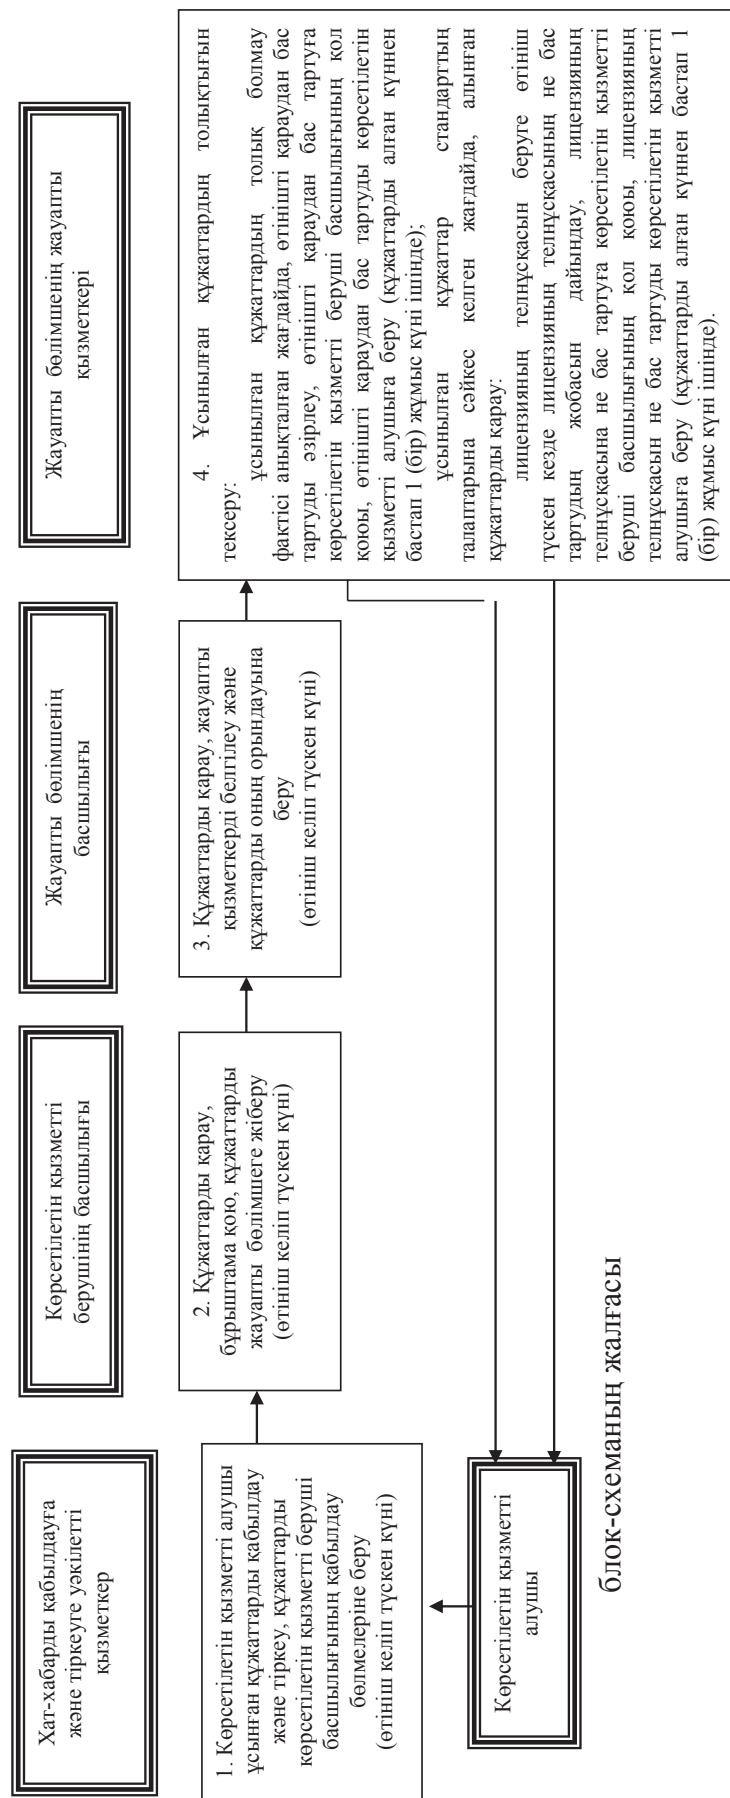 Хат-хабарды қабылдауға
және тіркеуге уәкілетті
қызметкер
Көрсетілетін қызметті
берушінің басшылығы
Жауапты бөлімшенің
басшылығы
Жауапты бөлімшенің жауапты
қызметкері
1. Көрсетілетін қызметті алушы
ұсынған құжаттарды қабылдау
және тіркеу, құжаттарды
көрсетілетін қызметті беруші
басшылығының қабылдау
бөлмелеріне беру
(өтініш келіп түскен күні)
2. Құжаттарды қарау,
бұрыштама қою, құжаттарды
жауапты бөлімшеге жіберу
(өтініш келіп түскен күні)
3. Құжаттарды қарау, жауапты
қызметкерді белгілеу және
құжаттарды оның орындауына
беру
(өтініш келіп түскен күні)
4. Ұсынылған құжаттардың толықтығын
тексеру:
ұсынылған құжаттардың толық болмау
фактісі анықталған жағдайда, өтінішті қараудан бас
тартуды әзірлеу, өтінішті қараудан бас тартуға
көрсетілетін қызметті беруші басшылығының қол
қоюы, өтінішті қараудан бас тартуды көрсетілетін
қызметті алушыға беру (құжаттарды алған күннен
бастап 1 (бір) жұмыс күні ішінде);
ұсынылған құжаттар стандарттың
талаптарына сәйкес келген жағдайда, алынған
құжаттарды қарау:
лицензияның телнұсқасын беруге өтініш
түскен кезде лицензияның телнұсқасының не бас
тартудың жобасын дайындау, лицензияның
телнұсқасына не бас тартуға көрсетілетін қызметті
беруші басшылығының қол қоюы, лицензияның
телнұсқасын не бас тартуды көрсетілетін қызметті
алушыға беру (құжаттарды алған күннен бастап 1
(бір) жұмыс күні ішінде).
Көрсетілетін қызметті
алушы
блок-схеманың жалғасы